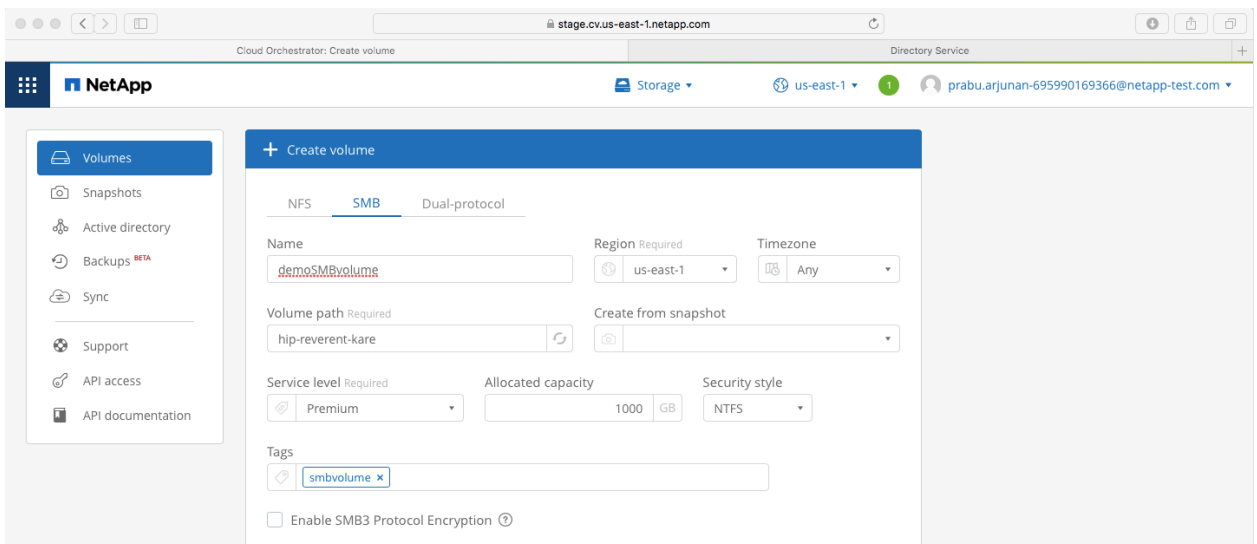 stage.cv.us-east-1.netapp.com
Cloud Orchestrator: Create volume
Directory Service
NetApp
Storage
us-east-1
1
prabu.arjunan-695990169366@netapp-test.com
Volumes
Snapshots
Active directory
Backups BETA
Sync
Support
API access
API documentation
Create volume
NFS SMB Dual-protocol
Name
demoSMBvolume
Region Required
us-east-1
Timezone
Any
Volume path Required
hip-reverent-kare
Create from snapshot
Service level Required
Premium
Allocated capacity
1000 GB
Security style
NTFS
Tags
smbvolume ×
Enable SMB3 Protocol Encryption ?